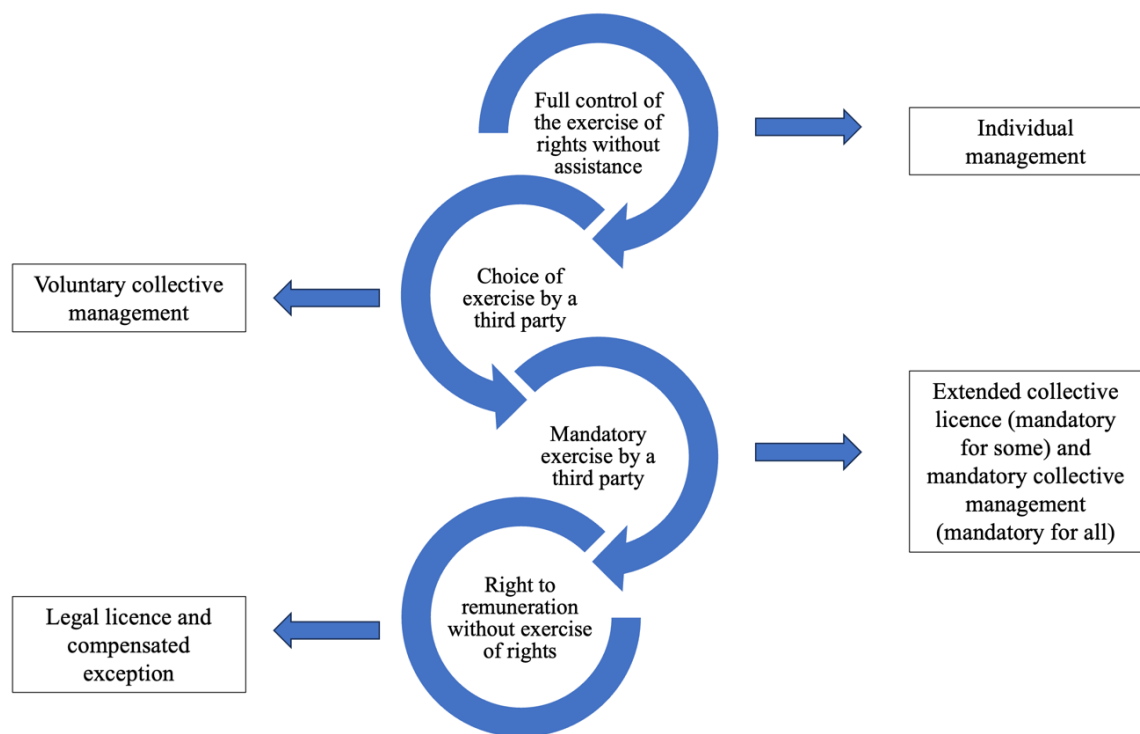 Full control of
the exercise of
rights without
assistance
Individual
management
Choice of
exercise by a
third party
Voluntary collective
management
Mandatory
exercise by a
third party
Extended collective
licence (mandatory
for some) and
mandatory collective
management
(mandatory for all)
Right to
remuneration
without exercise
of rights
Legal licence and
compensated
exception